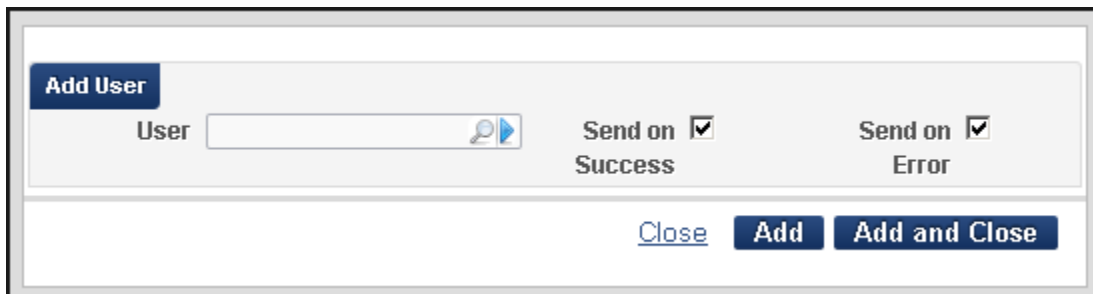 Add User
User Send on Send on
Success Error
Close Add Add and Close